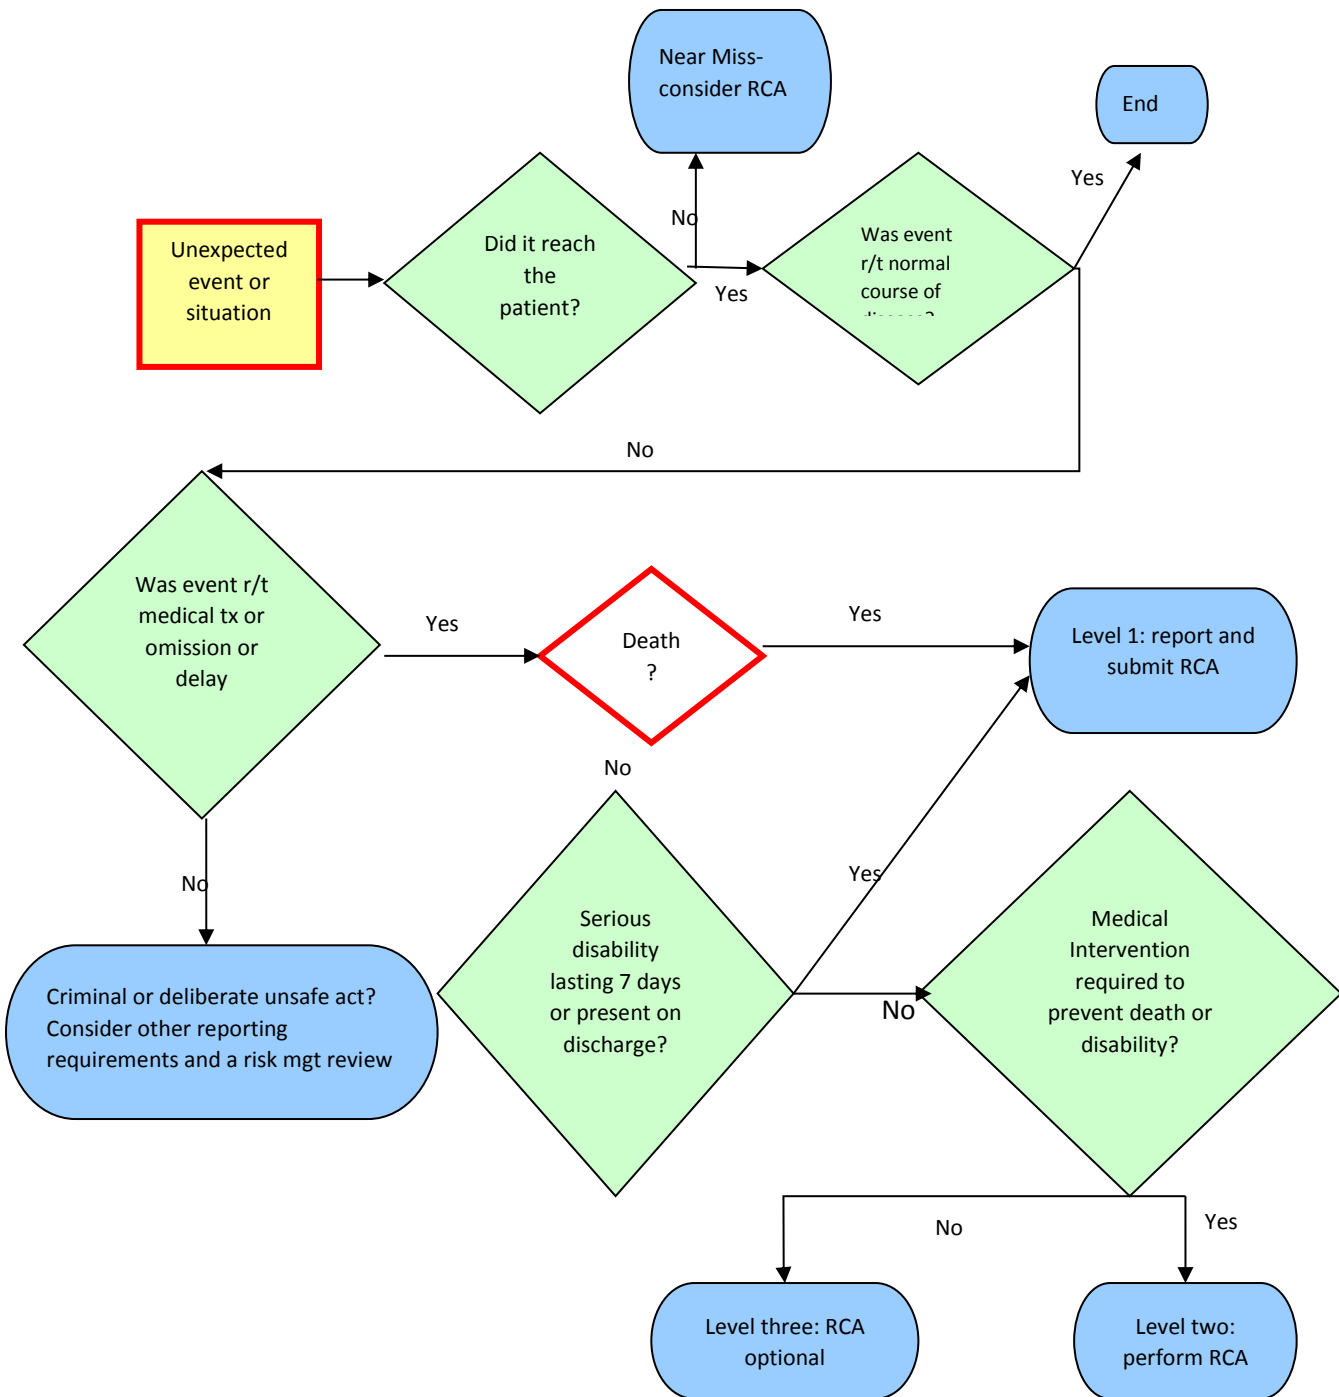 Near Miss-
consider RCA
End
Yes
No
Unexpected
event or
situation
Did it reach
the
patient?
Yes
Was event
r/t normal
course of
No
Was event r/t
medical tx or
omission or
delay
Yes
Death
?
Yes
Level 1: report and
submit RCA
No
No
Yes
Serious
disability
lasting 7 days
or present on
discharge?
No
Medical
Intervention
required to
prevent death or
disability?
Criminal or deliberate unsafe act?
Consider other reporting
requirements and a risk mgt review
No
Yes
Level three: RCA
optional
Level two:
perform RCA